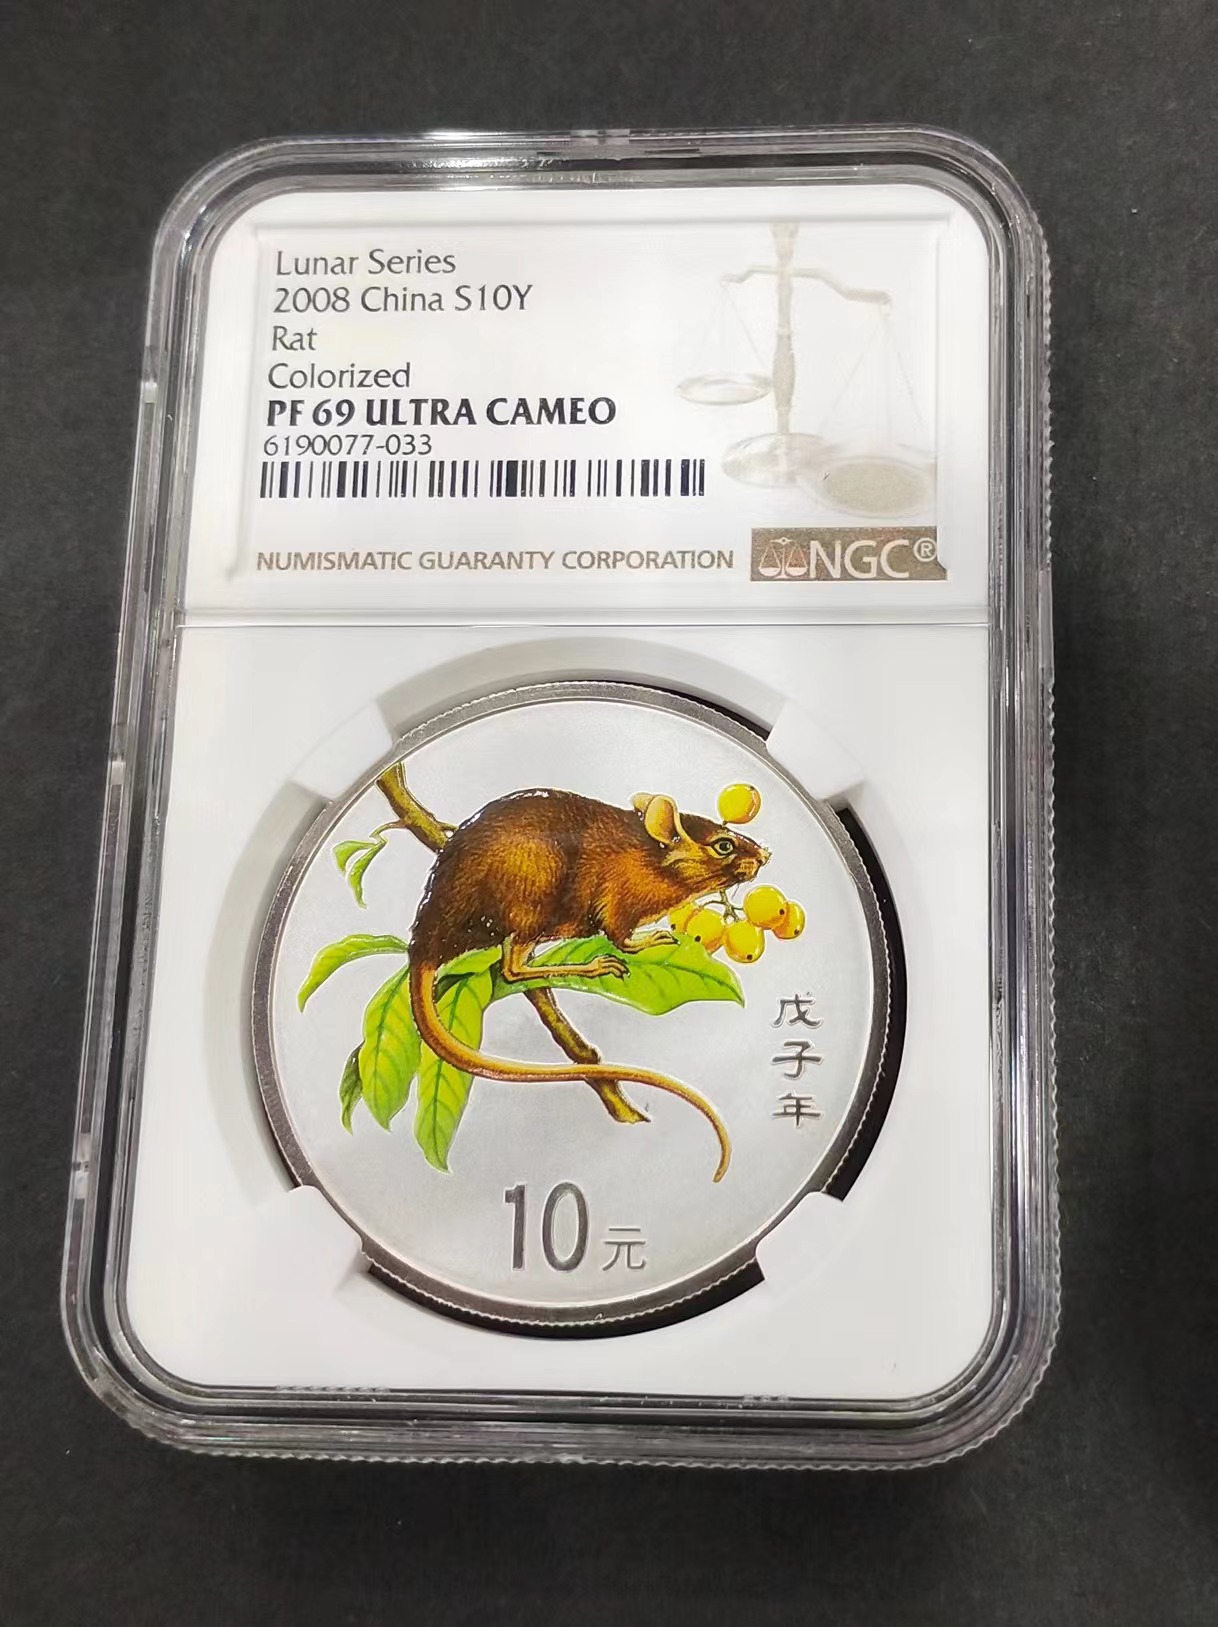 Lunar Series
2008 China S10Y
Rat
Colorized
PF 69 ULTRA CAMEO
6190077-033
NUMISMATIC GUARANTY CORPORATION
NGC®
戊子年
10元